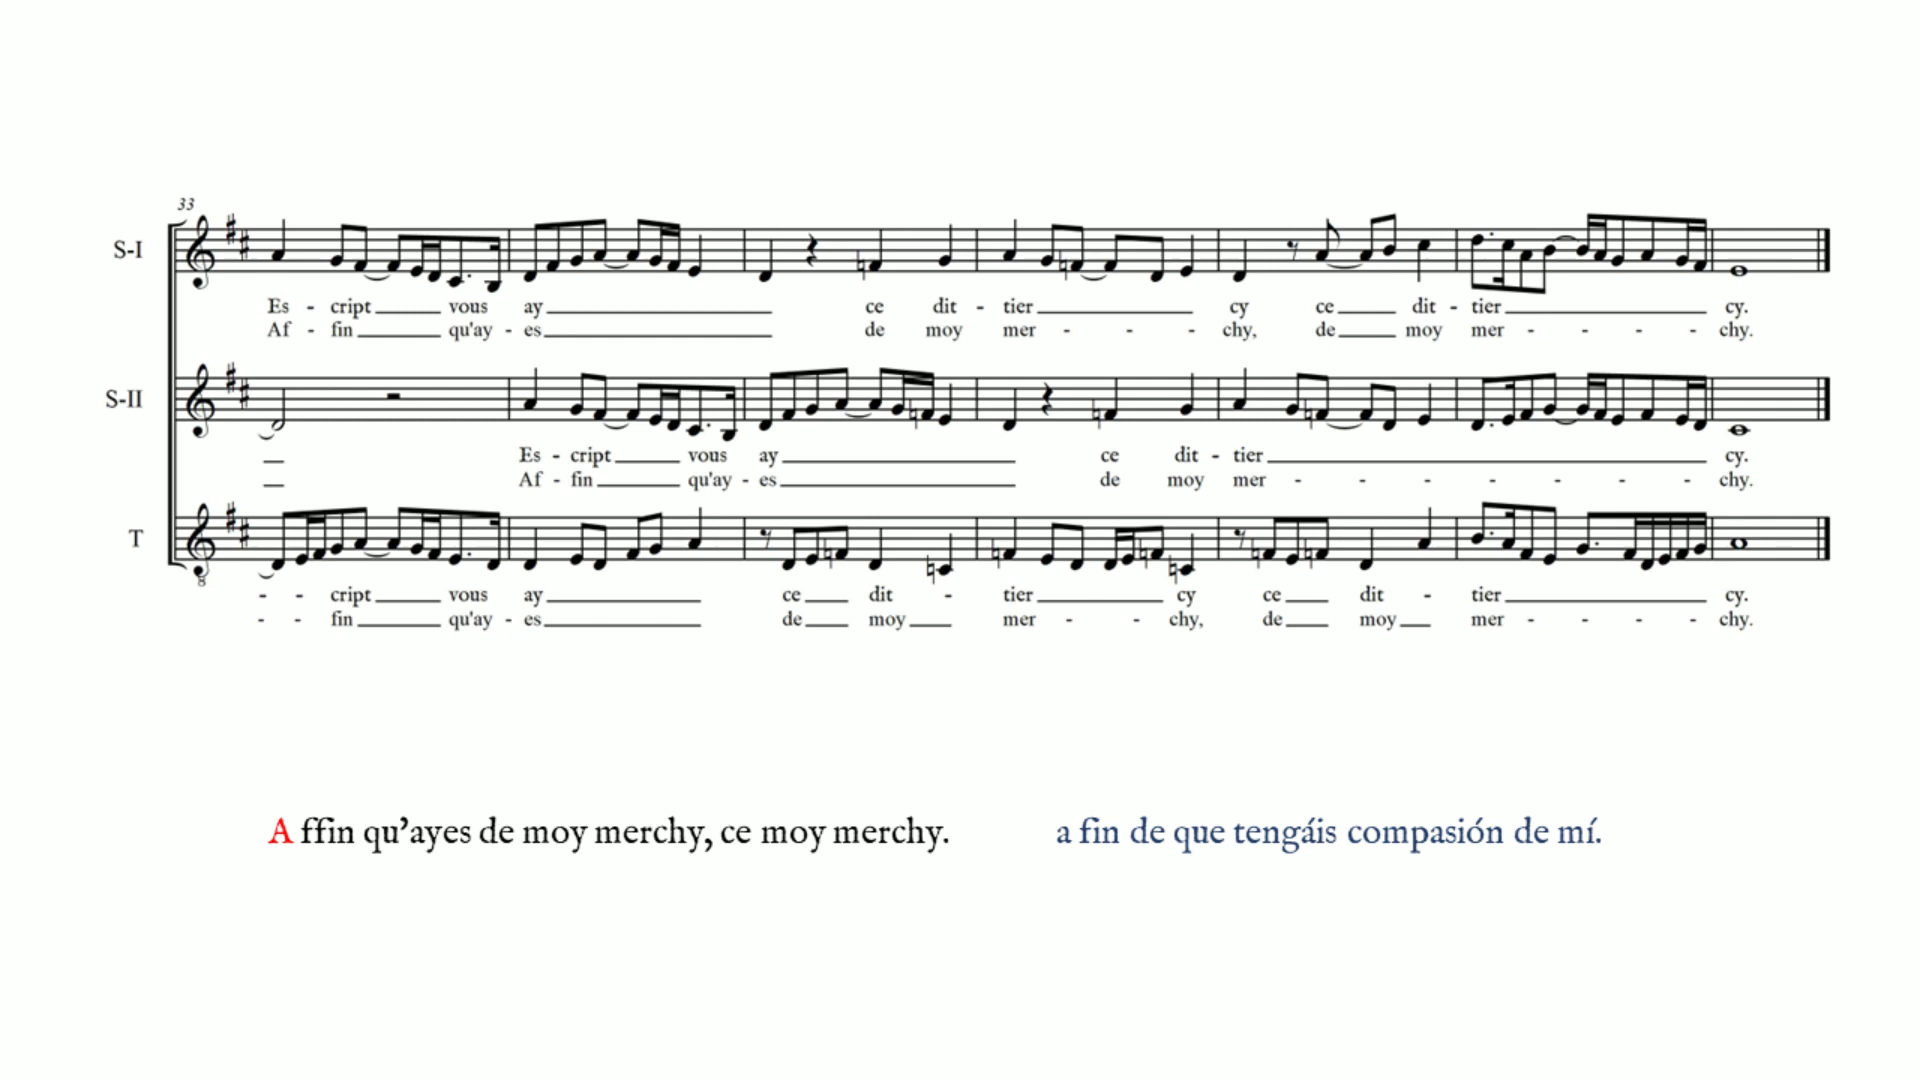 33
S-I
Es - cript vous ay ce dit - tier cy ce dit - tier cy.
Af - fin qu'ay - es de moy mer - - - chy, de moy mer - - - - chy.
S-II
Es - cript vous ay ce dit - tier cy.
Af - fin qu'ay - es de moy mer - - - - - - - chy.
T
- - cript vous ay ce dit - tier cy ce dit - tier cy.
- - fin qu'ay - es de moy mer - - chy, de moy mer - - - - chy.
8
Affin qu'ayes de moy merchy, ce moy merchy. a fin de que tengáis compasión de mí.